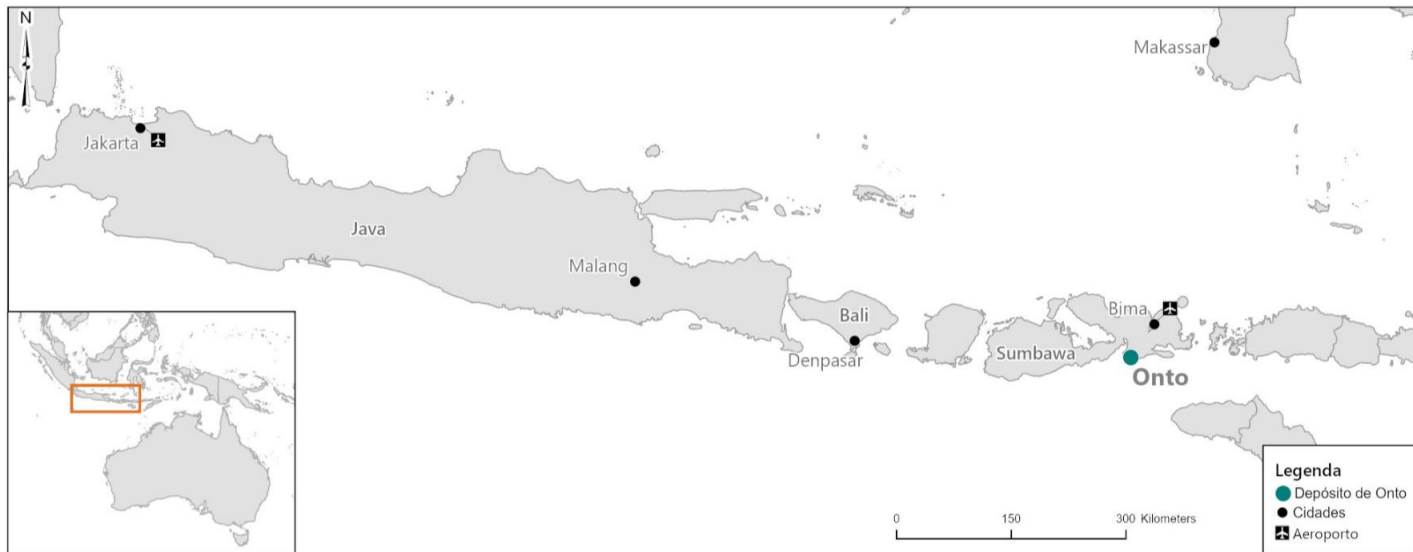 N
Makassar
Jakarta
Java
Malang
Bali
Denpasar
Bima
Sumbawa
Onto
Legenda
Depósito de Onto
Cidades
Aeroporto
0 150 300 Kilometers